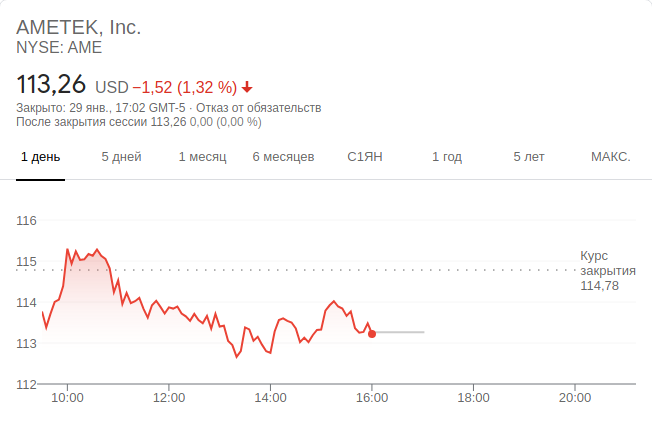 AMETEK, Inc.
NYSE: AME
113,26 USD −1,52 (1,32 %)
Закрыто: 29 янв., 17:02 GMT-5 · Отказ от обязательств
После закрытия сессии 113,26 0,00 (0,00 %)
1 день 5 дней 1 месяц 6 месяцев С1ЯН 1 год 5 лет МАКС.
116
115
114
113
112
Курс
закрытия
114,78
10:00 12:00 14:00 16:00 18:00 20:00